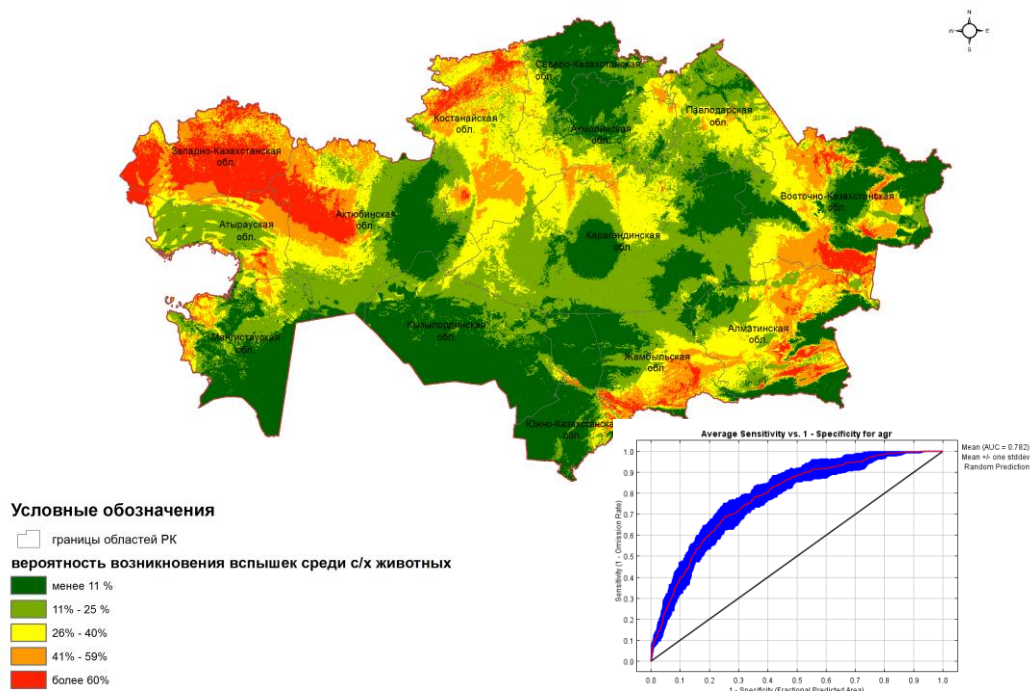 N
W
E
S
Северо-Казахстанская
обл.
Костанайская
обл.
Акмолинская
обл.
Павлодарская
обл.
Западно-Казахстанская
обл.
Восточно-Казахстанская
обл.
Актюбинская
обл.
Атырауская
обл.
Карагандинская
обл.
Мангистауская
обл.
Кызылординская
обл.
Алматинская
обл.
Жамбылская
обл.
Южно-Казахстанская
обл.
Условные обозначения
границы областей РК
вероятность возникновения вспышек среди с/х животных
менее 11 %
11% - 25 %
26% - 40%
41% - 59%
более 60%
Average Sensitivity vs. 1 - Specificity for agr
Mean (AUC = 0.782)
Mean +/- one stddev
Random Prediction
Sensitivity (1 - Omission Rate)
1.0
0.9
0.8
0.7
0.6
0.5
0.4
0.3
0.2
0.1
0.0
0.0 0.1 0.2 0.3 0.4 0.5 0.6 0.7 0.8 0.9 1.0
1 - Specificity (Fractional Predicted Area)